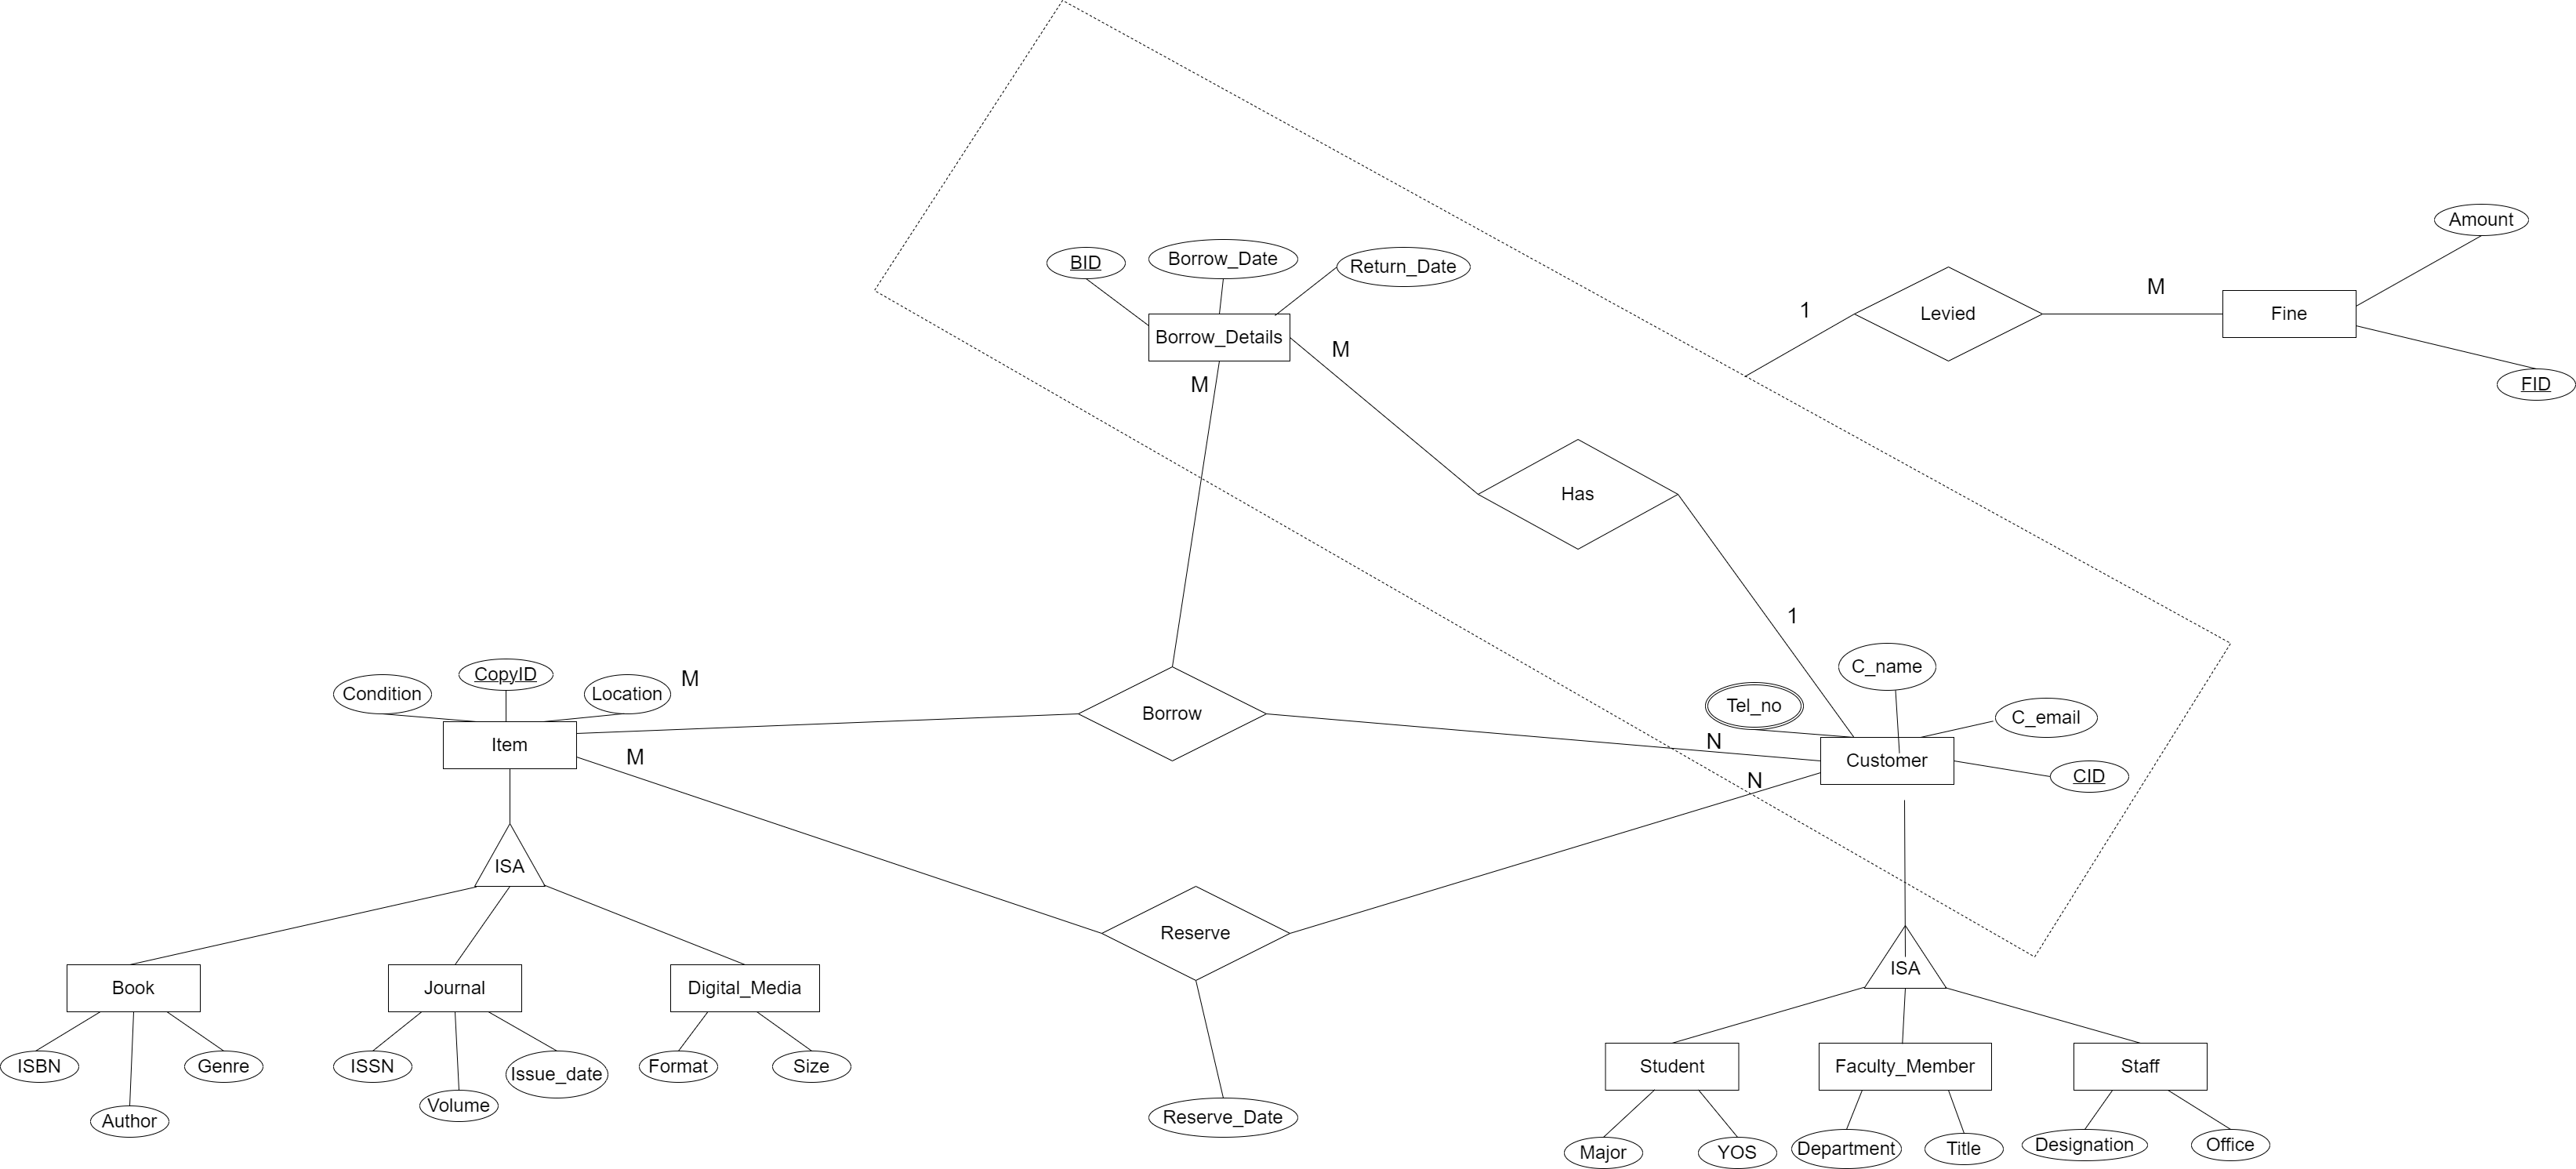 Amount
BID
Borrow_Date
Return_Date
M
1
Levied
Fine
Borrow_Details
M
M
FID
Has
1
Condition
CopyID
Location
M
Tel_no
C_name
C_email
Item
Borrow
M
N
Customer
CID
N
ISA
Reserve
ISA
Book
Journal
Digital_Media
ISBN
Genre
Author
ISSN
Volume
Issue_date
Format
Size
Reserve_Date
Student
Faculty_Member
Staff
Major
YOS
Department
Title
Designation
Office